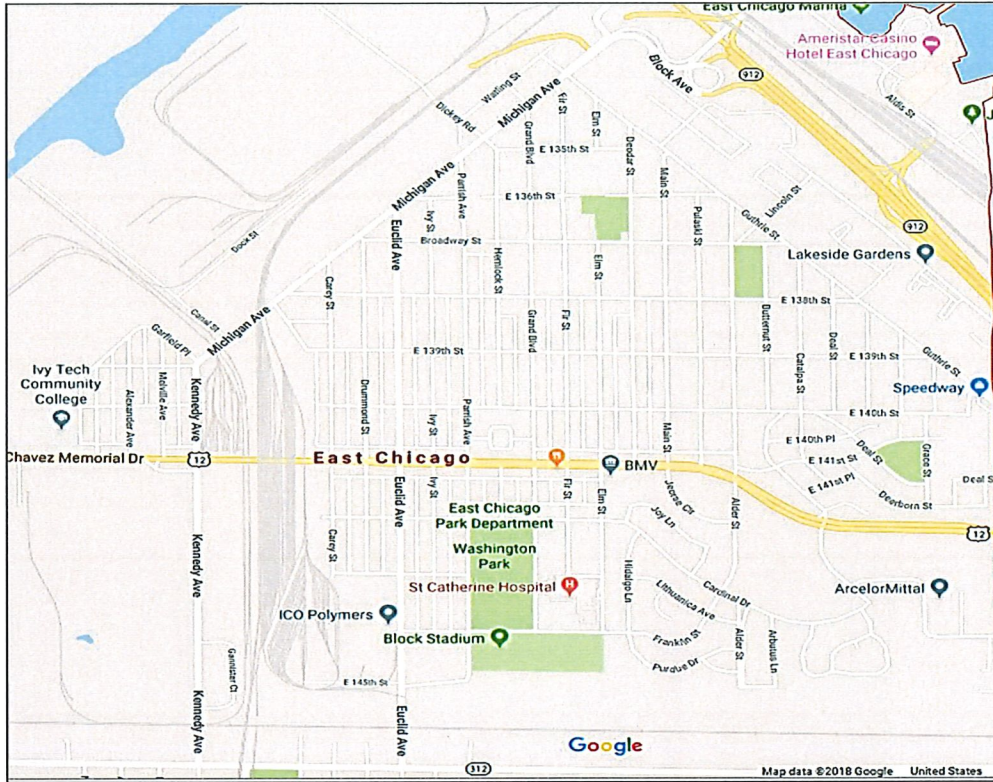 East Chicago Marina
Ameristar Casino
Hotel East Chicago
Block Ave
912
Watling St
Michigan Ave
Dickey Rd
Fir St
Elm St
Aldis St
J
Grand Blvd
E 135th St
Deodar St
Main St
Michigan Ave
Parrish Ave
E 136th St
Lincoln St
Ivy St
Pulaski St
Guthrie St
912
Euclid Ave
Broadway St
Dock St
Hemlock St
Elm St
Lakeside Gardens
Carey St
E 138th St
Canal St
Michigan Ave
Grand Blvd
Fir St
Butternut St
Deal St
Garfield Pl
E 139th St
E 139th St
Guthrie St
Catalpa St
Ivy Tech
Community
College
Alexander Ave
Melville Ave
Kennedy Ave
Drummond St
Ivy St
Parrish Ave
Speedway
E 140th St
Main St
E 140th Pl
Deal St
Grace St
Chavez Memorial Dr
12
East Chicago
BMV
E 141st St
E 141st Pl
Deal S
Euclid Ave
Ivy St
Fir St
Elm St
Jeorse Ct
Alder St
Dearborn St
East Chicago
Park Department
Joy Ln
12
Carey St
Washington
Park
Kennedy Ave
Hidalgo Ln
St Catherine Hospital
H
Lithuanica Ave
Cardinal Dr
ArcelorMittal
ICO Polymers
Block Stadium
Franklin St
Alder St
Arbutus Ln
Purdue Dr
Gannister Ct
E 145th St
Kennedy Ave
Euclid Ave
Google
312
Map data ©2018 Google United States